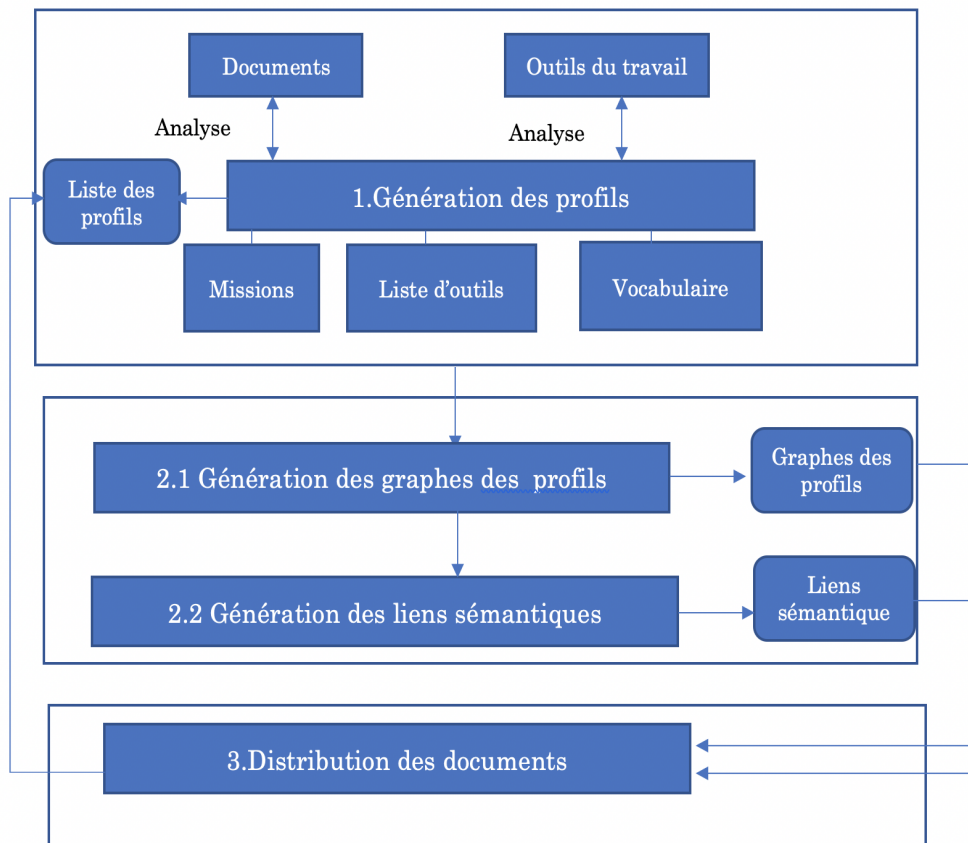 Documents
Outils du travail
Analyse
Analyse
Liste des
profils
1.Génération des profils
Missions
Liste d'outils
Vocabulaire
2.1 Génération des graphes des  profils
Graphes des
profils
2.2 Génération des liens sémantiques
Liens
sémantique
3.Distribution des documents